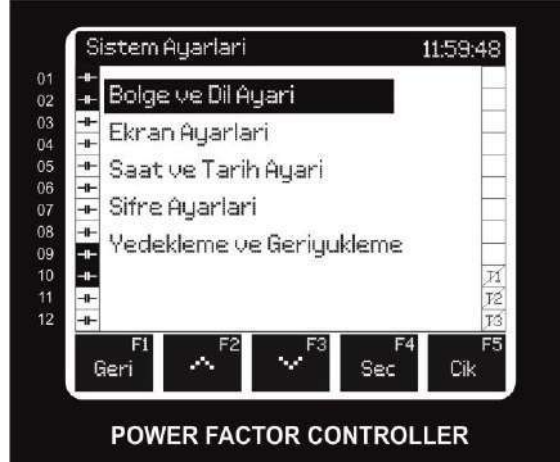 Sistem Ayarlari 11:59:48
01
02
03
04
05
06
07
08
09
10
11
12
Bolge ve Dil Ayari
Ekran Ayarlari
Saat ve Tarih Ayari
Sifre Ayarlari
Yedekleme ve Geriyukleme
T1
T2
T3
F1 F2 F3 F4 F5
Geri Sec Cik
POWER FACTOR CONTROLLER